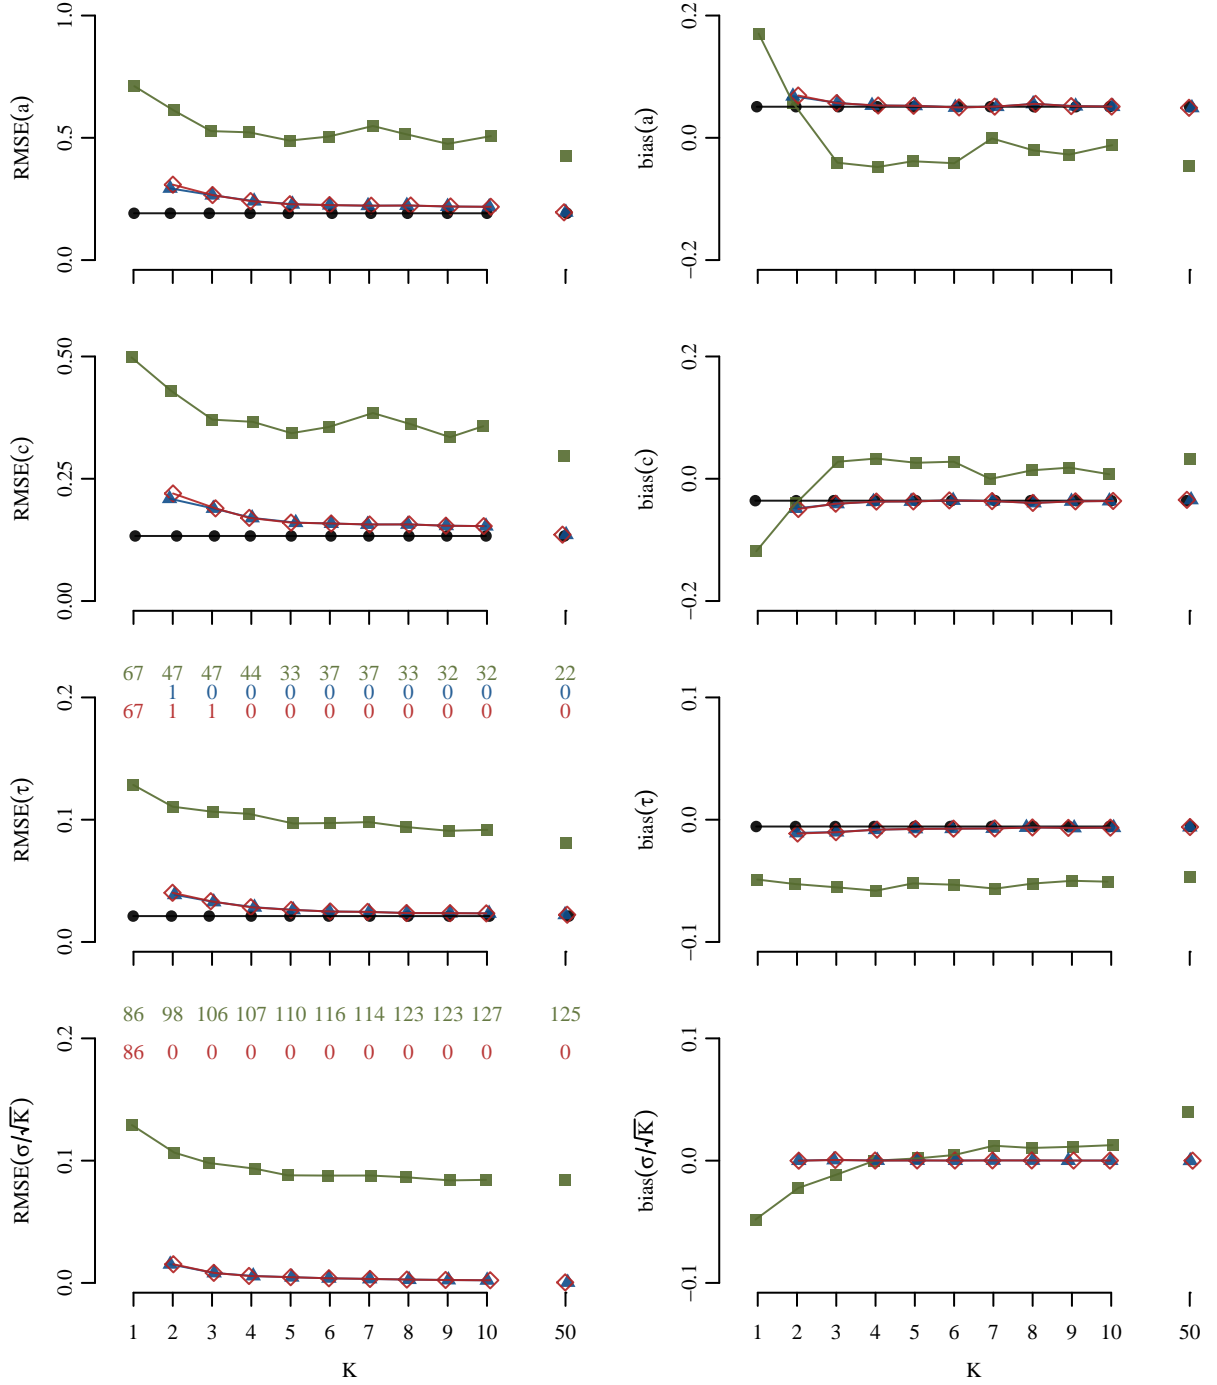 RMSE(a)
0.0 0.5 1.0
bias(a)
−0.2 0.0 0.2
RMSE(c)
0.00 0.25 0.50
bias(c)
−0.2 0.0 0.2
RMSE(τ)
0.0 0.1 0.2
67 47 47 44 33 37 37 33 32 32 22
1 0 0 0 0 0 0 0 0 0
67 1 1 0 0 0 0 0 0 0 0
bias(τ)
−0.1 0.0 0.1
RMSE(σ/√K)
0.0 0.1 0.2
86 98 106 107 110 116 114 123 123 127 125
86 0 0 0 0 0 0 0 0 0 0
1 2 3 4 5 6 7 8 9 10 50
K
bias(σ/√K)
−0.1 0.0 0.1
1 2 3 4 5 6 7 8 9 10 50
K